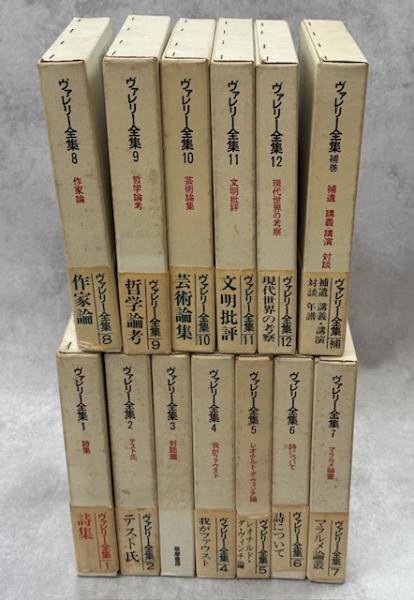 ヴァレリー全集 8
作家論
ヴァレリー全集 8
作家論
ヴァレリー全集 9
哲学論考
ヴァレリー全集 9
哲学論考
ヴァレリー全集 10
芸術論集
ヴァレリー全集 10
芸術論集
ヴァレリー全集 11
文明批評
ヴァレリー全集 11
文明批評
ヴァレリー全集 12
現代世界の考察
ヴァレリー全集 12
現代世界の考察
ヴァレリー全集 補巻
補遺 講義 講演 対談
ヴァレリー全集 補
補遺 講義・講演
対談 年譜
ヴァレリー全集 1
詩集
ヴァレリー全集 1
詩集
ヴァレリー全集 2
テスト氏
ヴァレリー全集 2
テスト氏
ヴァレリー全集 3
対話篇
筑摩書房
ヴァレリー全集 4
我がファウスト
ヴァレリー全集 4
我がファウスト
ヴァレリー全集 5
レオナルド・ダ・ヴィンチ論
ヴァレリー全集 5
レオナルド・
ダ・ヴィンチ論
ヴァレリー全集 6
詩について
ヴァレリー全集 6
詩について
ヴァレリー全集 7
マラルメ論叢
ヴァレリー全集 7
マラルメ論叢